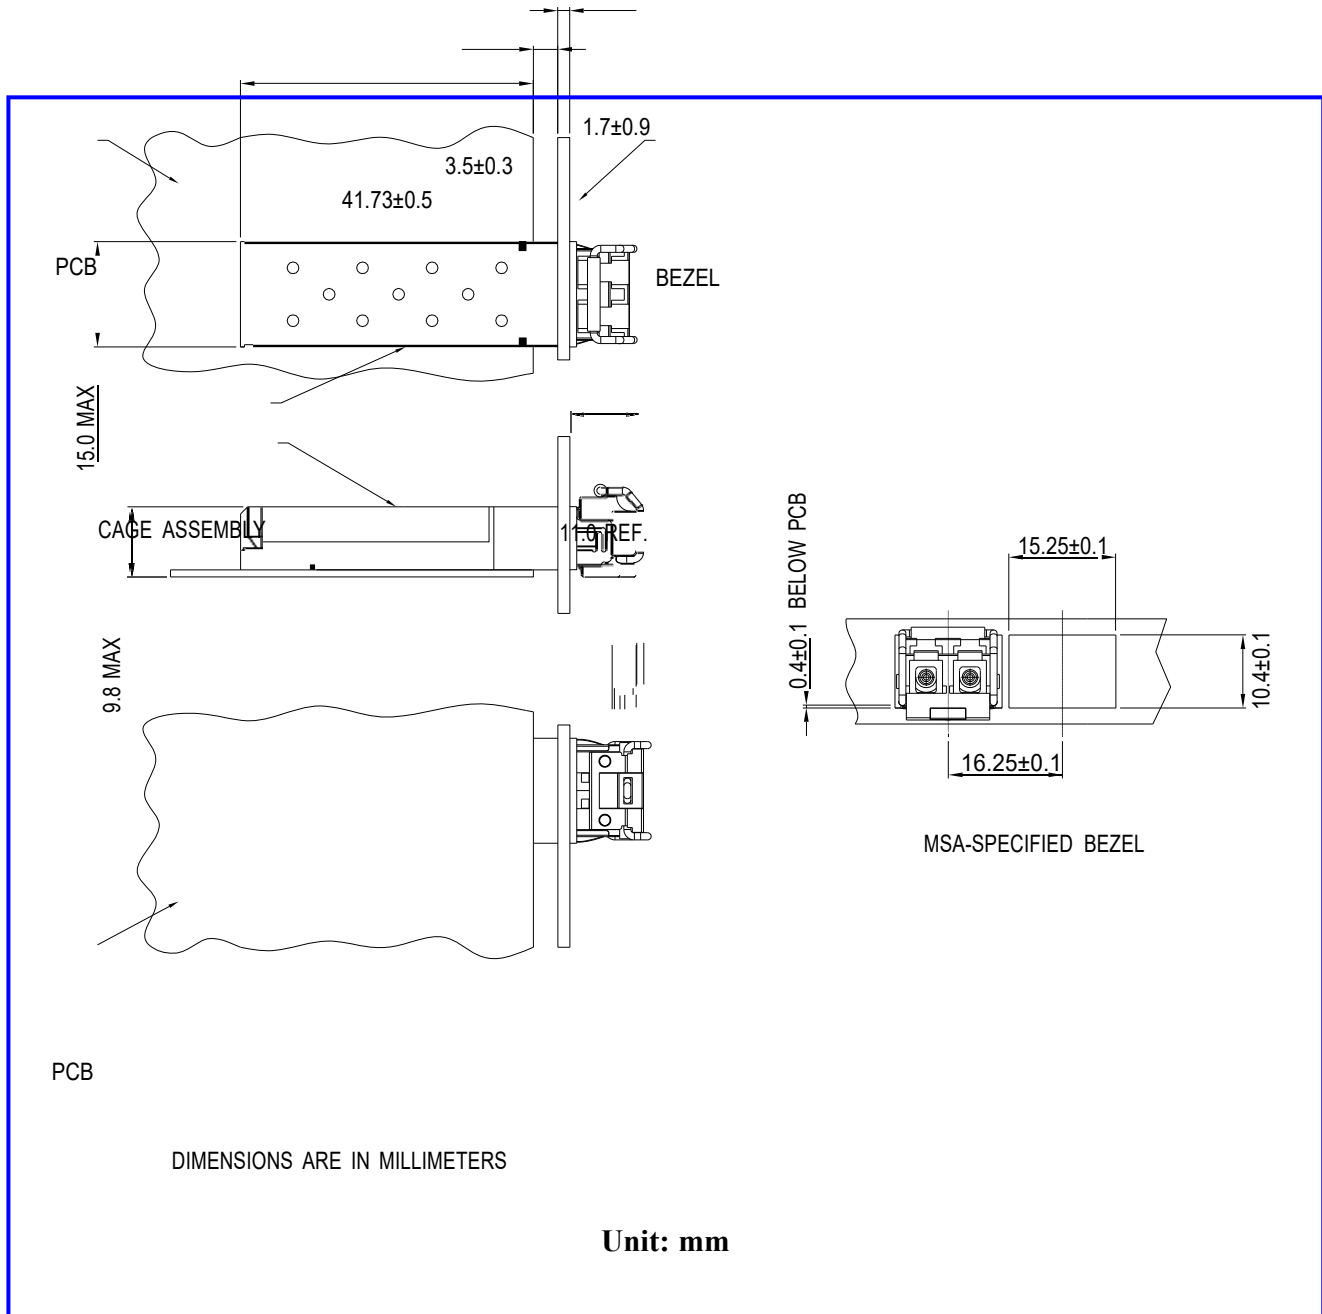 1.7±0.9
3.5±0.3
41.73±0.5
PCB
BEZEL
15.0 MAX
CAGE ASSEMBLY
11.0 REF.
0.4±0.1 BELOW PCB
15.25±0.1
10.4±0.1
9.8 MAX
16.25±0.1
MSA-SPECIFIED BEZEL
PCB
DIMENSIONS ARE IN MILLIMETERS
Unit: mm